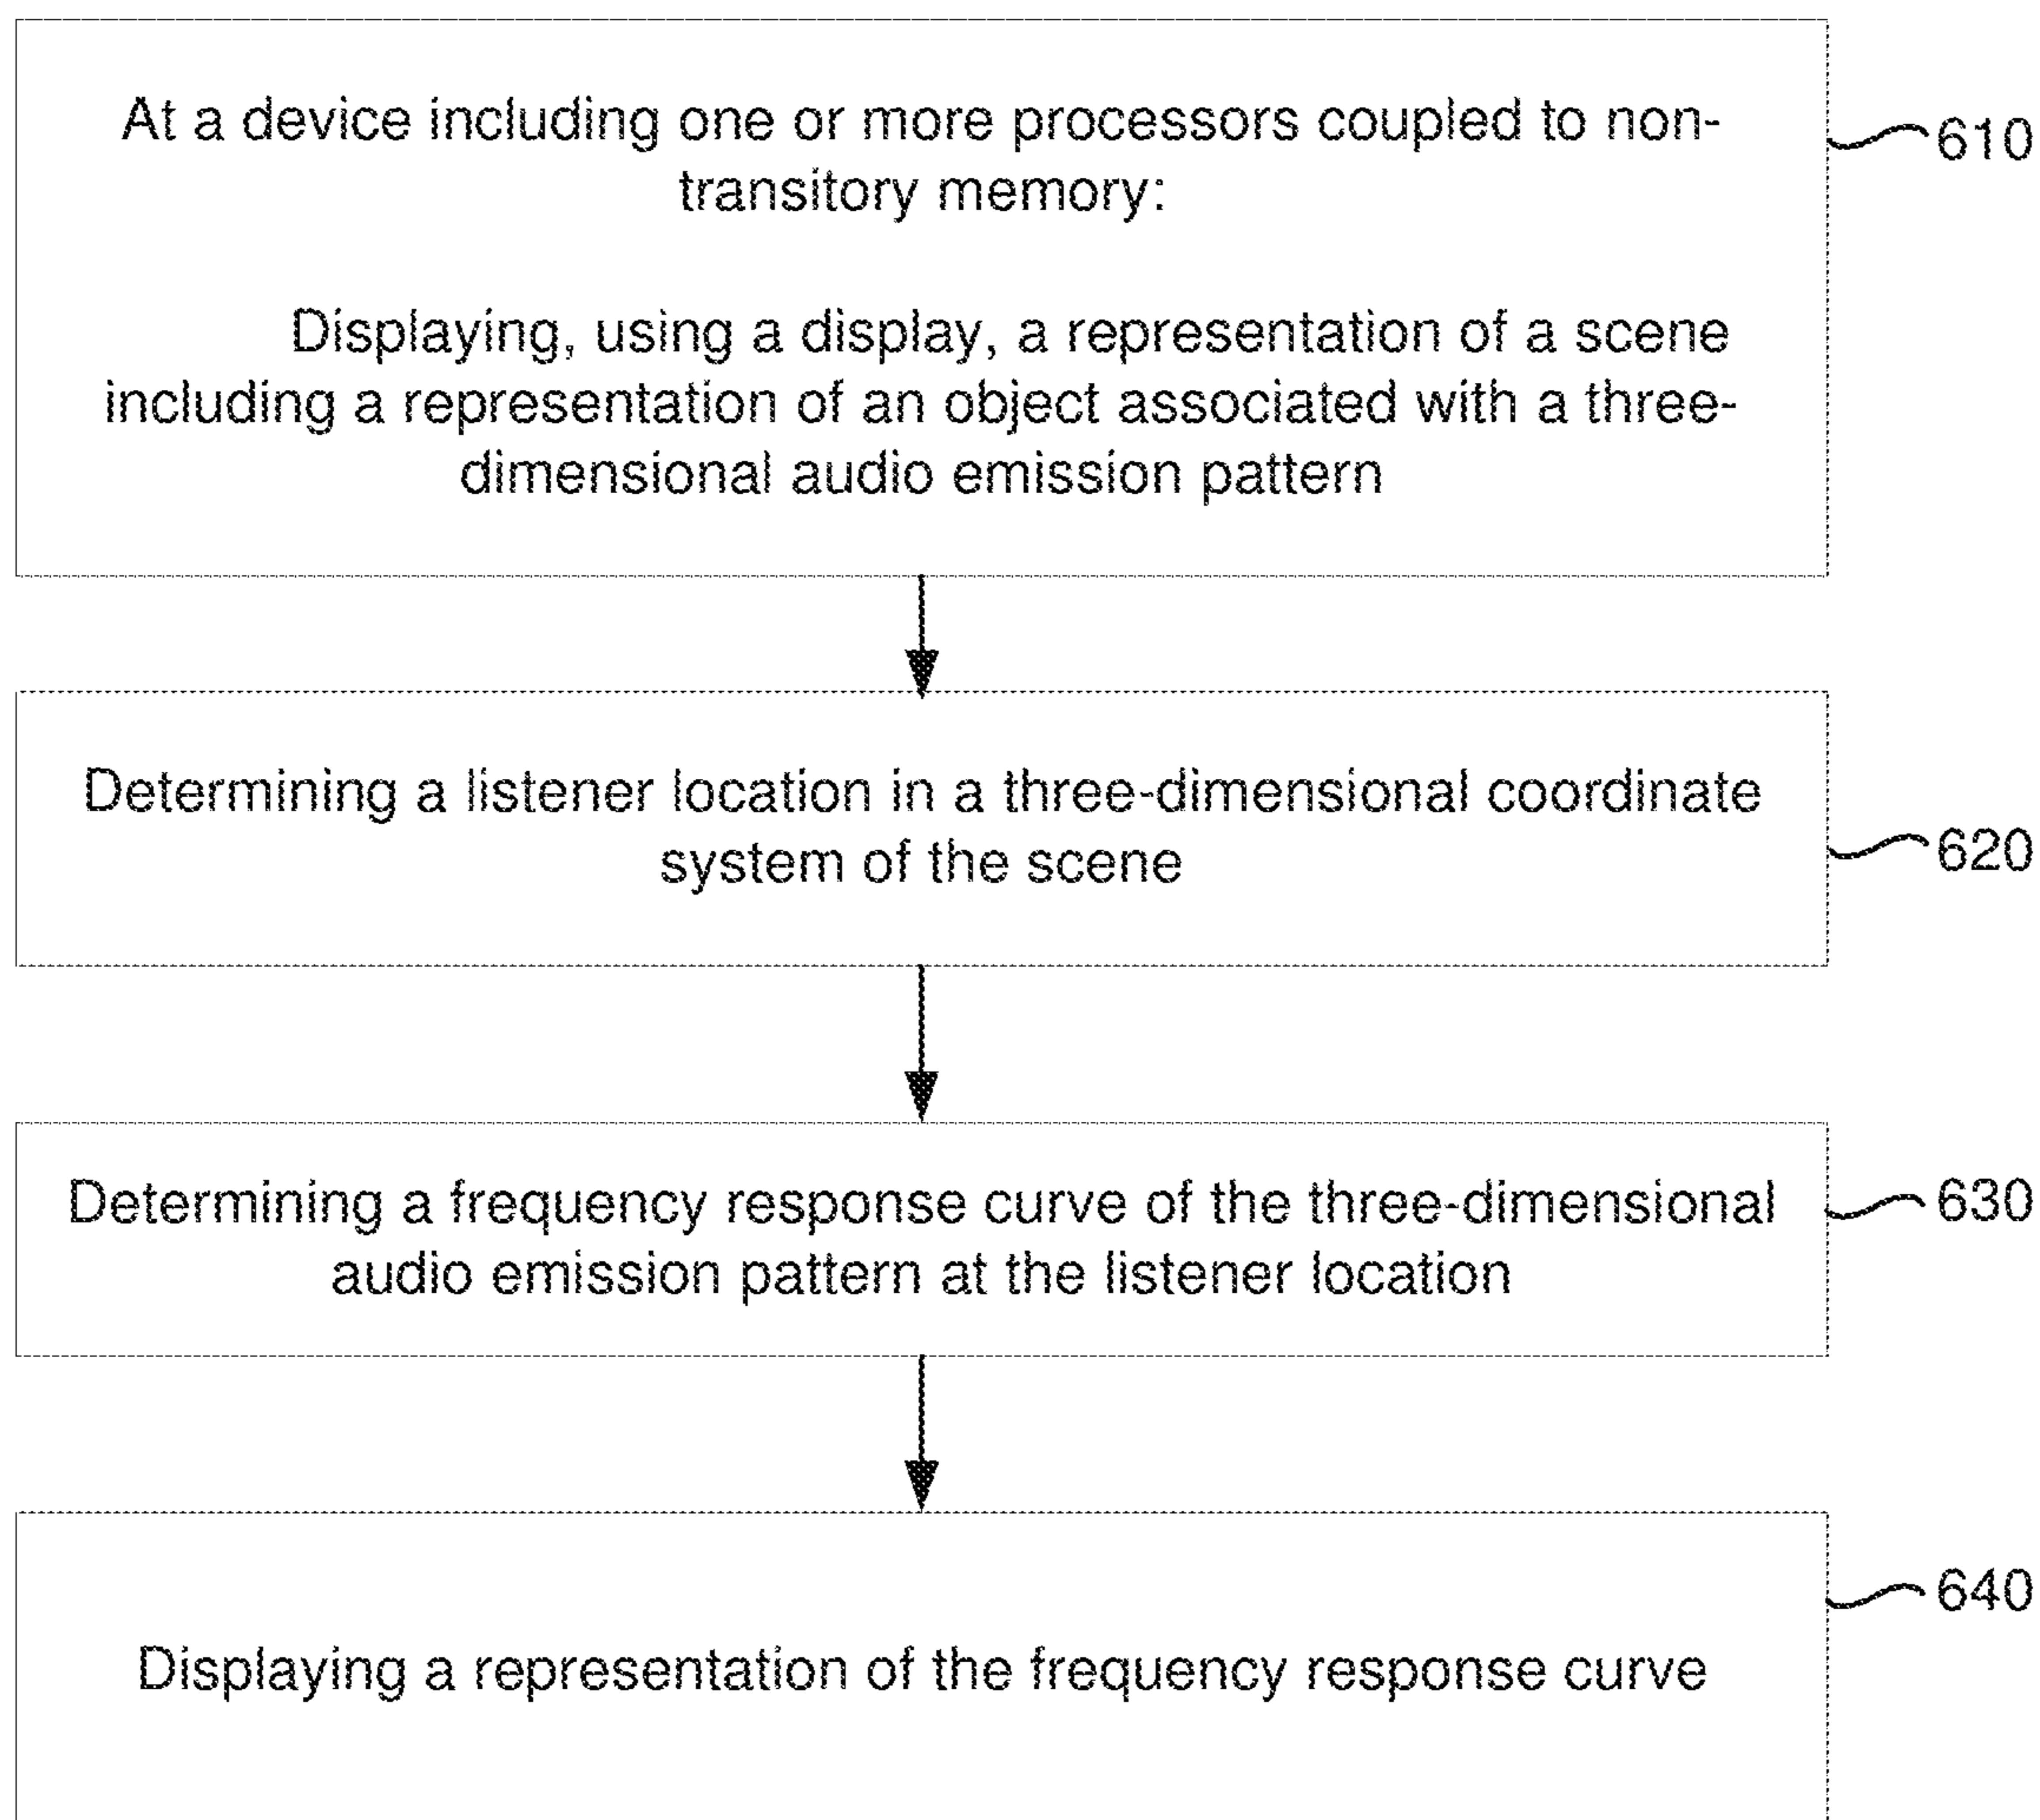 At a device including one or more processors coupled to non-
transitory memory:
610
Displaying, using a display, a representation of a scene
including a representation of an object associated with a three-
dimensional audio emission pattern
Determining a listener location in a three-dimensional coordinate
system of the scene
620
Determining a frequency response curve of the three-dimensional
audio emission pattern at the listener location
630
Displaying a representation of the frequency response curve
640